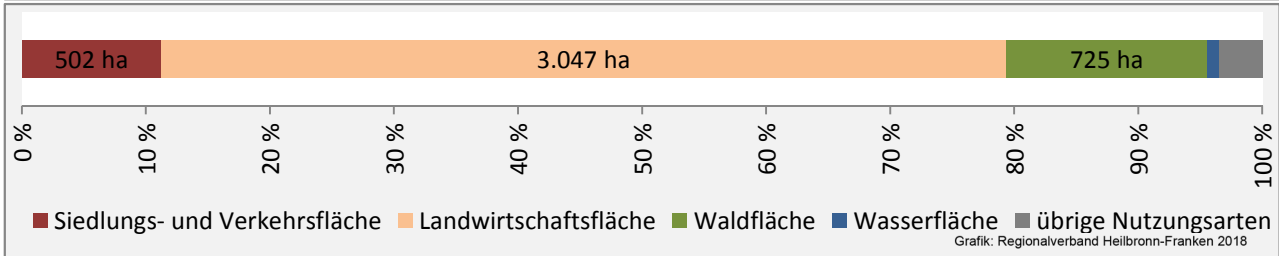 502 ha 3.047 ha 725 ha
0 % 10 % 20 % 30 % 40 % 50 % 60 % 70 % 80 % 90 % 100 %
Siedlungs- und Verkehrsfläche Landwirtschaftsfläche Waldfläche Wasserfläche übrige Nutzungsarten
Grafik: Regionalverband Heilbronn-Franken 2018